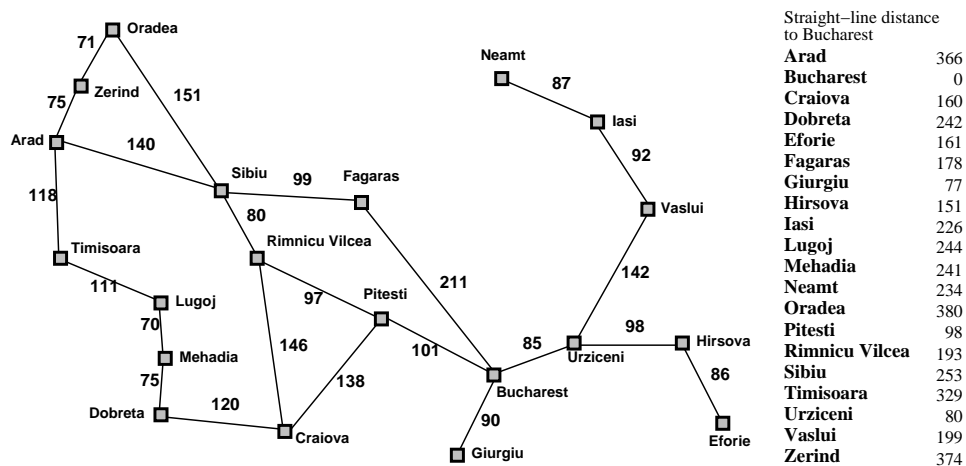 Oradea
71
Neamt
87
Zerind
151
75
Iasi
Arad
140
92
Sibiu
99
Fagaras
118
80
Vaslui
Timisoara
Rimnicu Vilcea
142
111
211
Lugoj
97
Pitesti
70
98
Hirsova
Mehadia
146
101
85
Urziceni
86
75
138
Bucharest
Dobreta
120
90
Craiova
Eforie
Giurgiu
Straight−line distance
to Bucharest
Arad 366
Bucharest 0
Craiova 160
Dobreta 242
Eforie 161
Fagaras 178
Giurgiu 77
Hirsova 151
Iasi 226
Lugoj 244
Mehadia 241
Neamt 234
Oradea 380
Pitesti 98
Rimnicu Vilcea 193
Sibiu 253
Timisoara 329
Urziceni 80
Vaslui 199
Zerind 374